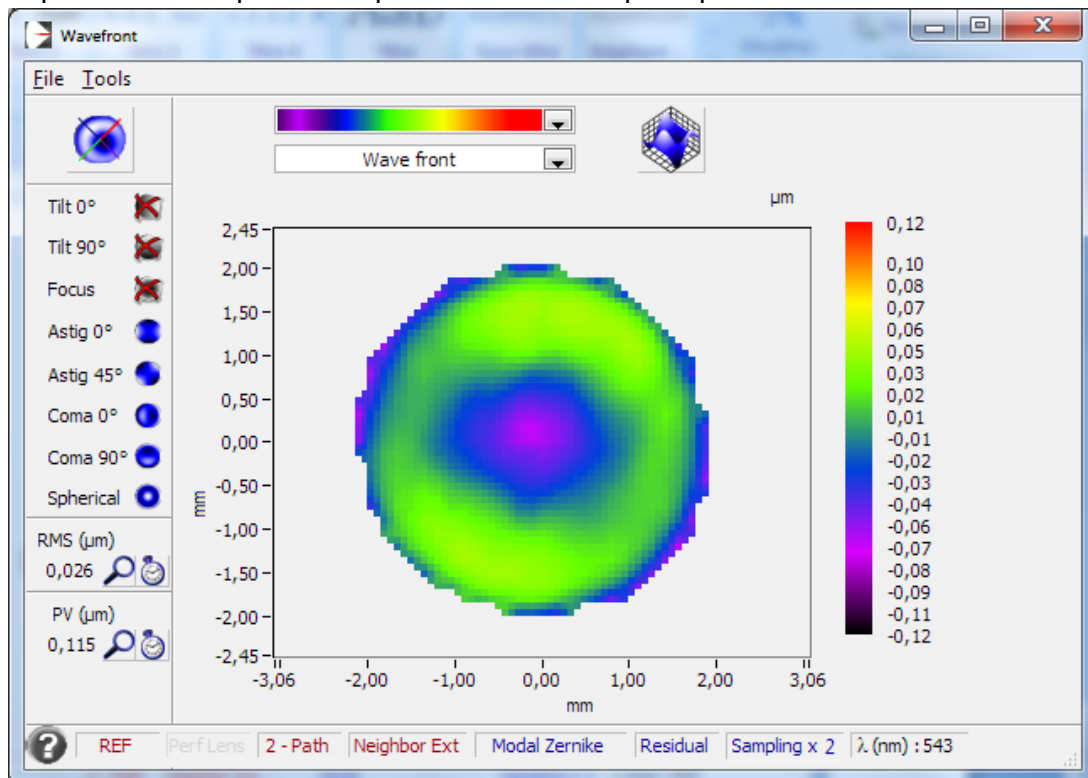 Wavefront
File Tools
Wave front
Tilt 0°
Tilt 90°
Focus
Astig 0°
Astig 45°
Coma 0°
Coma 90°
Spherical
RMS (µm)
0,026
PV (µm)
0,115
µm
2,45
2,00
1,50
1,00
0,50
0,00
-0,50
-1,00
-1,50
-2,00
-2,45
mm
-3,06 -2,00 -1,00 0,00 1,00 2,00 3,06
mm
0,12
0,10
0,08
0,07
0,06
0,05
0,03
0,02
0,01
-0,01
-0,02
-0,03
-0,04
-0,06
-0,07
-0,08
-0,09
-0,11
-0,12
? REF Perf Lens 2 - Path Neighbor Ext Modal Zernike Residual Sampling x 2 λ (nm) : 543